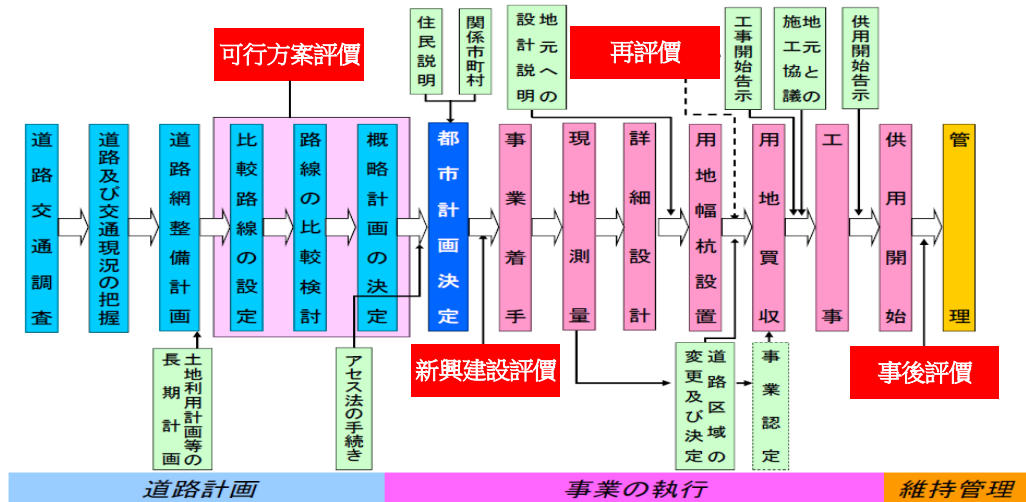 可行方案評價
住民説明
関係市町村
地元への
設計説明
再評價
工事開始告示
地元との
施工協議
供用開始告示
道路交通調査
道路及び交通現況の把握
道路網整備計画
比較路線の設定
路線の比較検討
概略計画の決定
都市計画決定
事業着手
現地測量
詳細設計
用地幅杭設置
用地買収
工事
供用開始
管理
土地利用計画等の
長期計画
アセス法の手続き
新興建設評價
道路区域の
変更及び決定
事業認定
事後評價
道路計画
事業の執行
維持管理